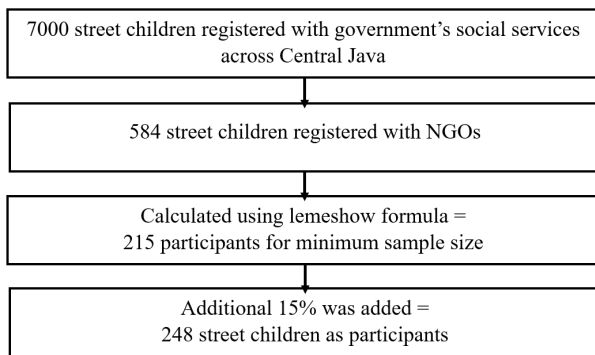 7000 street children registered with government's social services
across Central Java
584 street children registered with NGOs
Calculated using lemeshow formula =
215 participants for minimum sample size
Additional 15% was added =
248 street children as participants